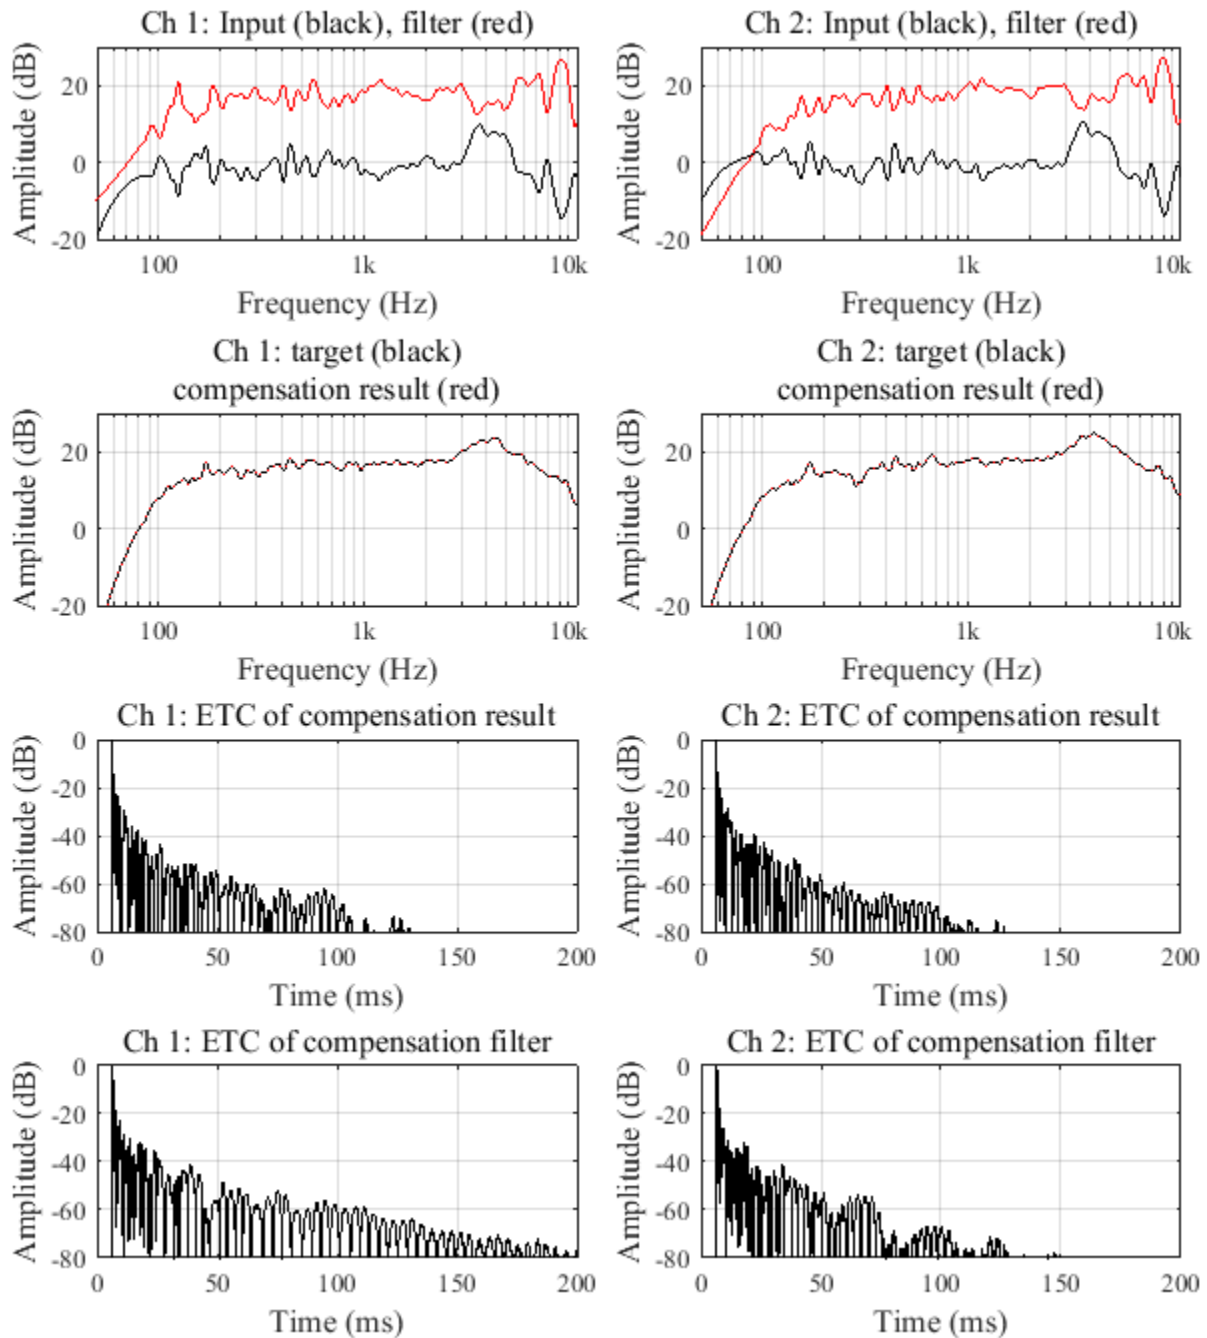 Ch 1: Input (black), filter (red)
Amplitude (dB)
20
0
-20
100
1k
10k
Frequency (Hz)
Ch 2: Input (black), filter (red)
Amplitude (dB)
20
0
-20
100
1k
10k
Frequency (Hz)
Ch 1: target (black)
compensation result (red)
Amplitude (dB)
20
0
-20
100
1k
10k
Frequency (Hz)
Ch 2: target (black)
compensation result (red)
Amplitude (dB)
20
0
-20
100
1k
10k
Frequency (Hz)
Ch 1: ETC of compensation result
Amplitude (dB)
0
-20
-40
-60
-80
0
50
100
150
200
Time (ms)
Ch 2: ETC of compensation result
Amplitude (dB)
0
-20
-40
-60
-80
0
50
100
150
200
Time (ms)
Ch 1: ETC of compensation filter
Amplitude (dB)
0
-20
-40
-60
-80
0
50
100
150
200
Time (ms)
Ch 2: ETC of compensation filter
Amplitude (dB)
0
-20
-40
-60
-80
0
50
100
150
200
Time (ms)